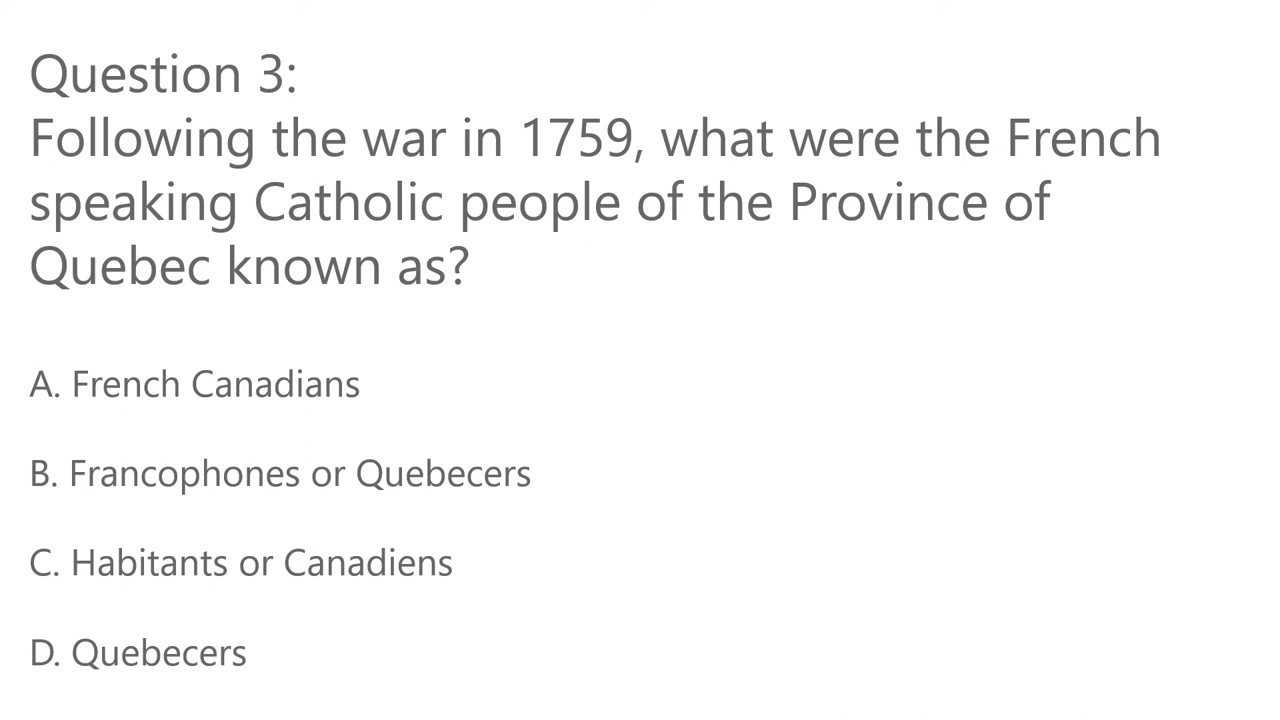 Question 3:
Following the war in 1759, what were the French
speaking Catholic people of the Province of
Quebec known as?
A. French Canadians
B. Francophones or Quebecers
C. Habitants or Canadiens
D. Quebecers